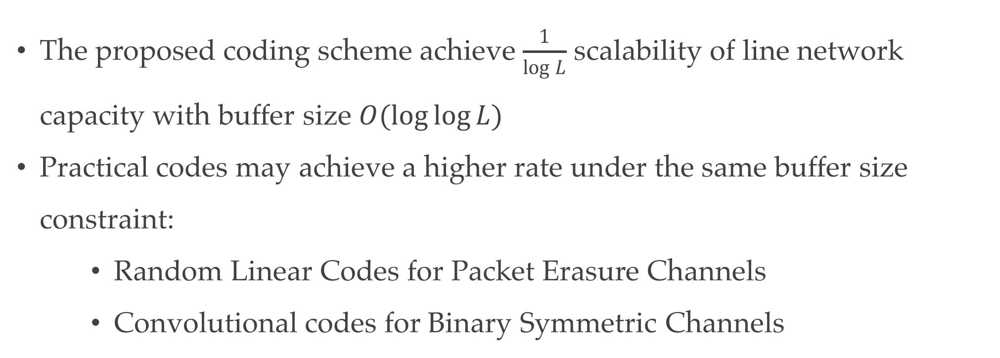 • The proposed coding scheme achieve $\frac{1}{\log L}$ scalability of line network
capacity with buffer size $O(\log \log L)$
• Practical codes may achieve a higher rate under the same buffer size
constraint:
• Random Linear Codes for Packet Erasure Channels
• Convolutional codes for Binary Symmetric Channels